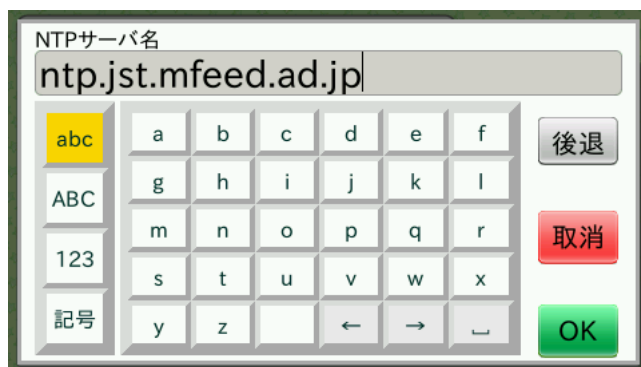 NTPサーバ名
ntp.jst.mfeed.ad.jp
abc a b c d e f 後退
ABC g h i j k l
m n o p q r 取消
123 s t u v w x
記号 y z ← → ⎵ OK